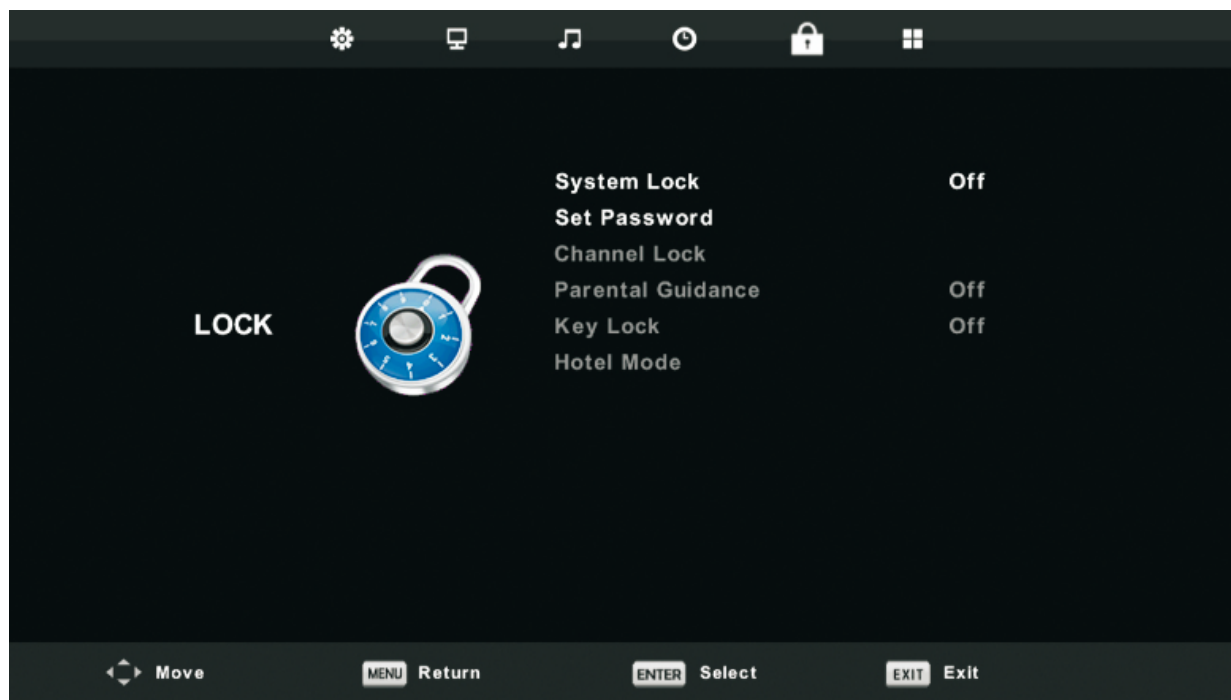 System Lock Off
Set Password
Channel Lock
Parental Guidance Off
LOCK
Key Lock Off
Hotel Mode
Move MENU Return ENTER Select EXIT Exit